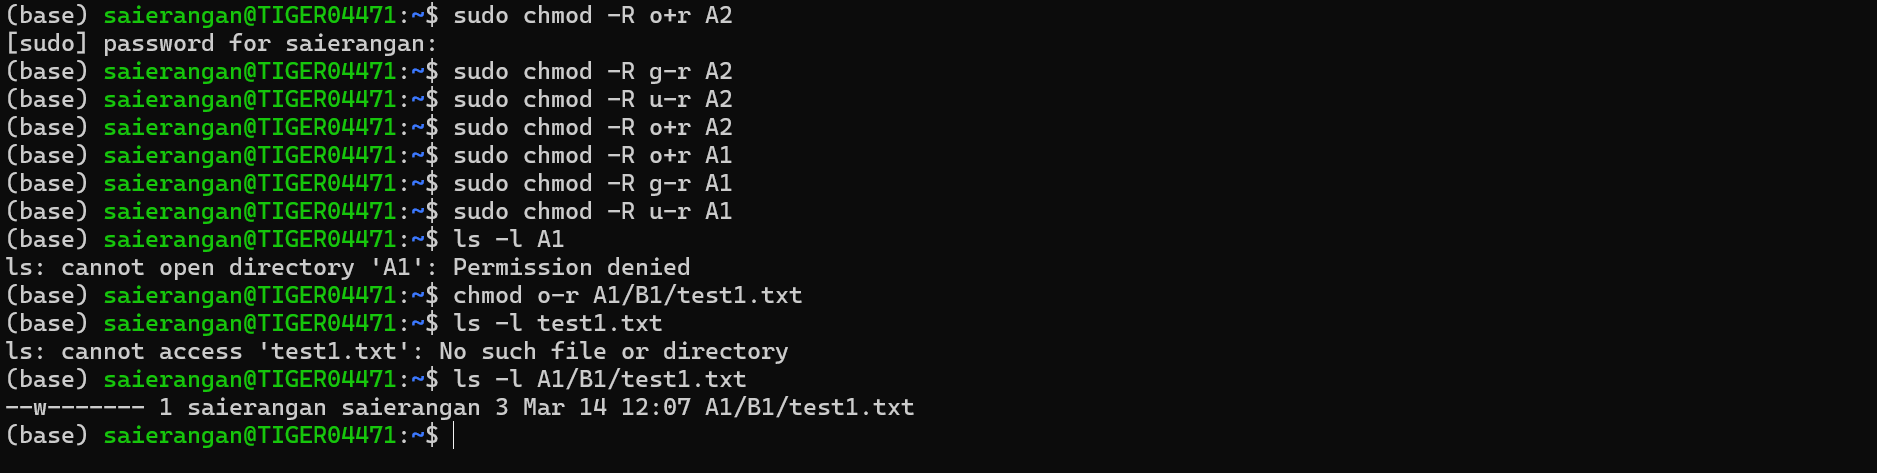 (base) saierangan@TIGER04471:~$ sudo chmod -R o+r A2
[sudo] password for saierangan:
(base) saierangan@TIGER04471:~$ sudo chmod -R g-r A2
(base) saierangan@TIGER04471:~$ sudo chmod -R u-r A2
(base) saierangan@TIGER04471:~$ sudo chmod -R o+r A2
(base) saierangan@TIGER04471:~$ sudo chmod -R o+r A1
(base) saierangan@TIGER04471:~$ sudo chmod -R g-r A1
(base) saierangan@TIGER04471:~$ sudo chmod -R u-r A1
(base) saierangan@TIGER04471:~$ ls -l A1
ls: cannot open directory 'A1': Permission denied
(base) saierangan@TIGER04471:~$ chmod o-r A1/B1/test1.txt
(base) saierangan@TIGER04471:~$ ls -l test1.txt
ls: cannot access 'test1.txt': No such file or directory
(base) saierangan@TIGER04471:~$ ls -l A1/B1/test1.txt
--w------- 1 saierangan saierangan 3 Mar 14 12:07 A1/B1/test1.txt
(base) saierangan@TIGER04471:~$